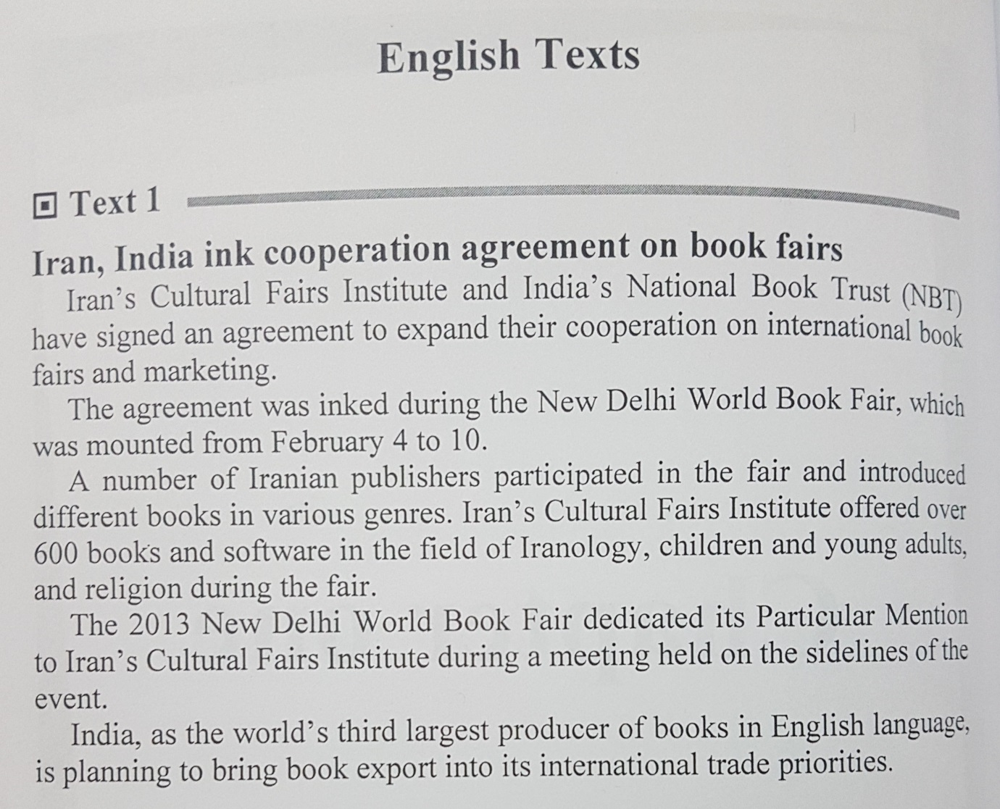 English Texts
Text 1
Iran, India ink cooperation agreement on book fairs
Iran’s Cultural Fairs Institute and India’s National Book Trust (NBT)
have signed an agreement to expand their cooperation on international book
fairs and marketing.
The agreement was inked during the New Delhi World Book Fair, which
was mounted from February 4 to 10.
A number of Iranian publishers participated in the fair and introduced
different books in various genres. Iran’s Cultural Fairs Institute offered over
600 books and software in the field of Iranology, children and young adults,
and religion during the fair.
The 2013 New Delhi World Book Fair dedicated its Particular Mention
to Iran’s Cultural Fairs Institute during a meeting held on the sidelines of the
event.
India, as the world’s third largest producer of books in English language,
is planning to bring book export into its international trade priorities.